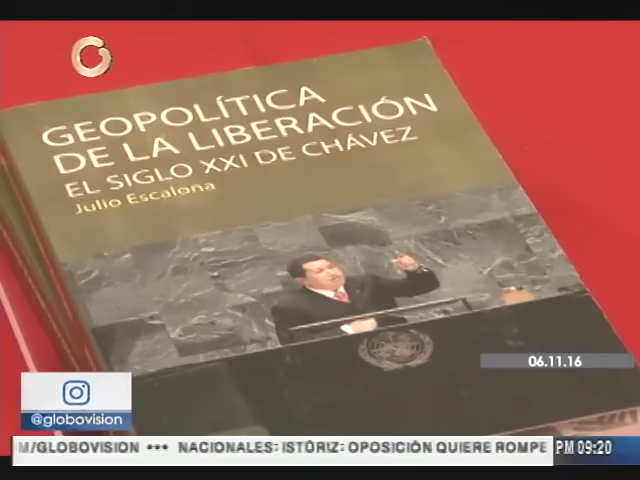 GEOPOLÍTICA
DE LA LIBERACIÓN
EL SIGLO XXI DE CHÁVEZ
Julio Escalona
06.11.16
@globovision
M/GLOBOVISION ••• NACIONALES: ISTÚRIZ: OPOSICIÓN QUIERE ROMPE
PM 09:20